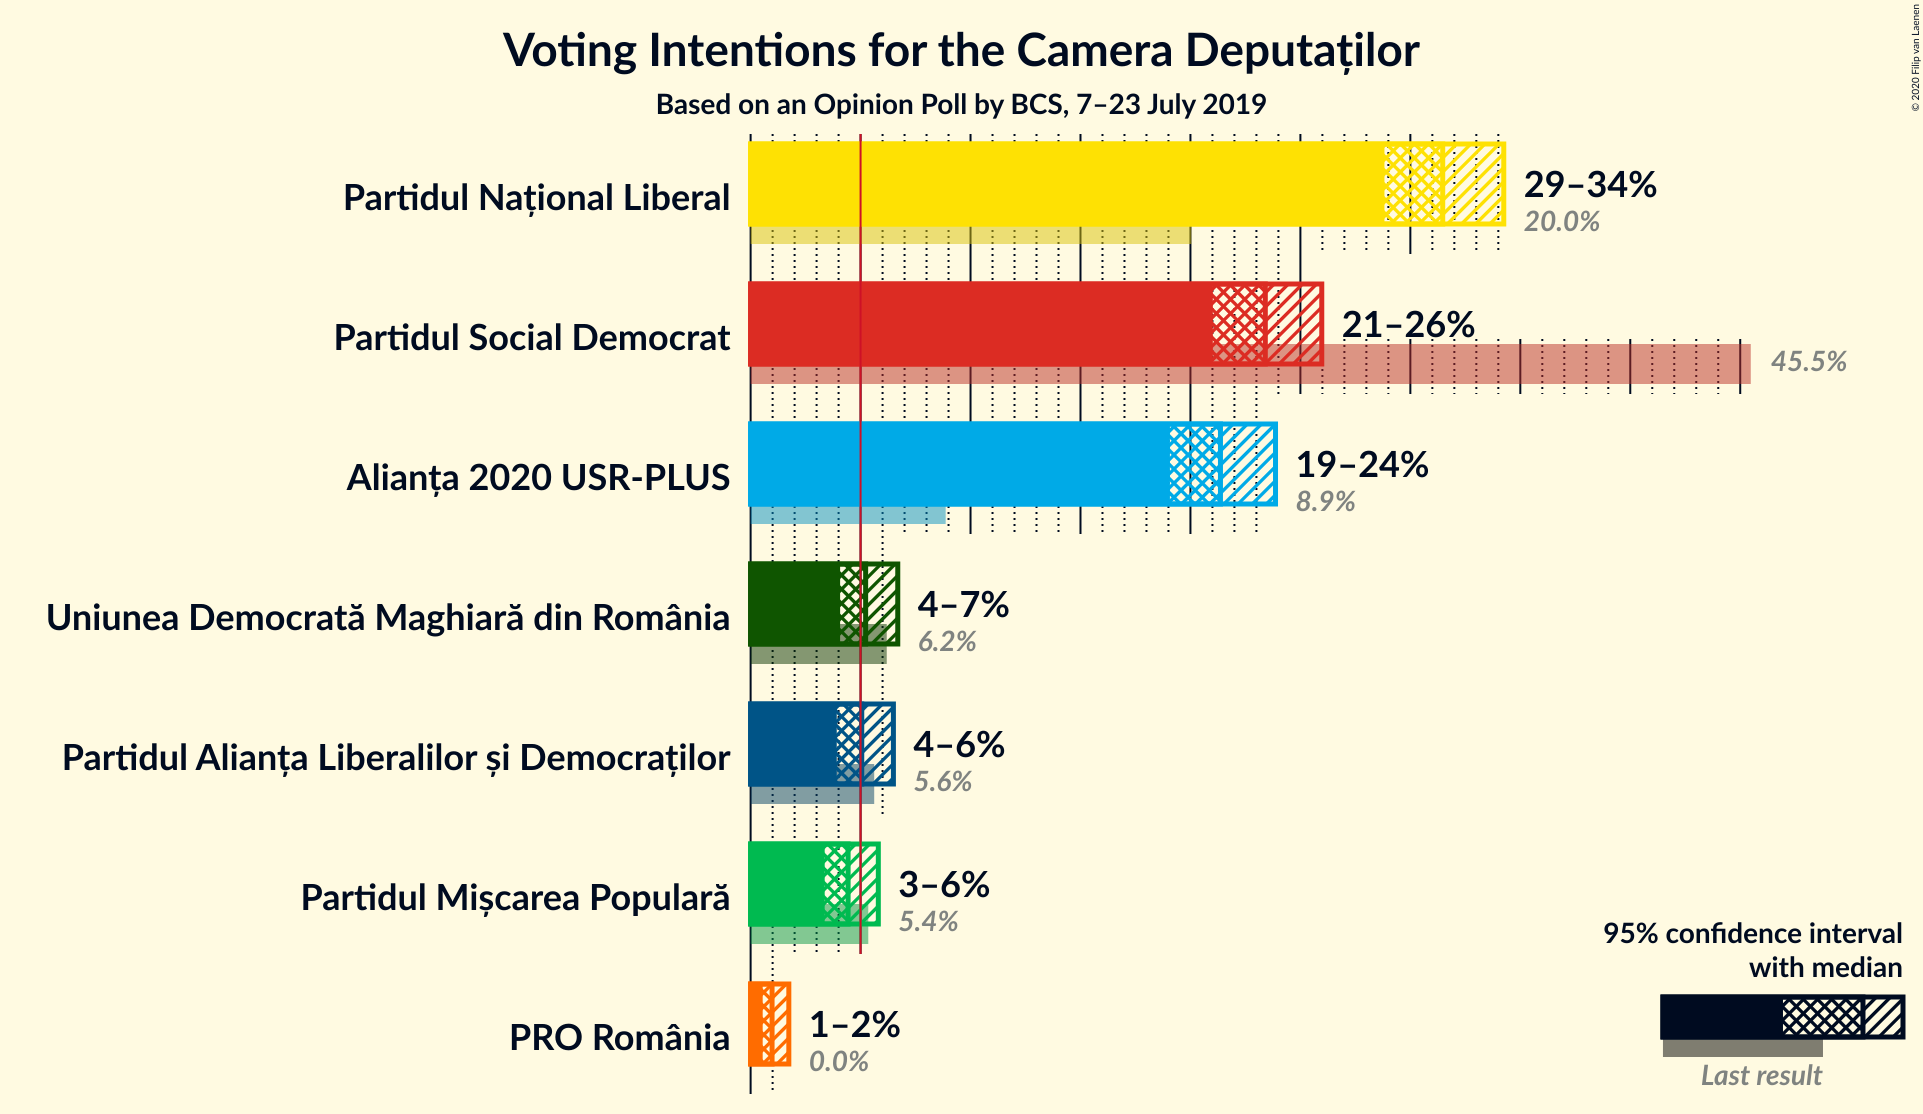 Voting Intentions for the Camera Deputaților
Based on an Opinion Poll by BCS, 7–23 July 2019
© 2020 Filip van Laenen
Partidul Național Liberal
29–34%
20.0%
Partidul Social Democrat
21–26%
45.5%
Alianța 2020 USR-PLUS
19–24%
8.9%
Uniunea Democrată Maghiară din România
4–7%
6.2%
Partidul Alianța Liberalilor și Democraților
4–6%
5.6%
Partidul Mișcarea Populară
3–6%
5.4%
PRO România
1–2%
0.0%
95% confidence interval
with median
Last result